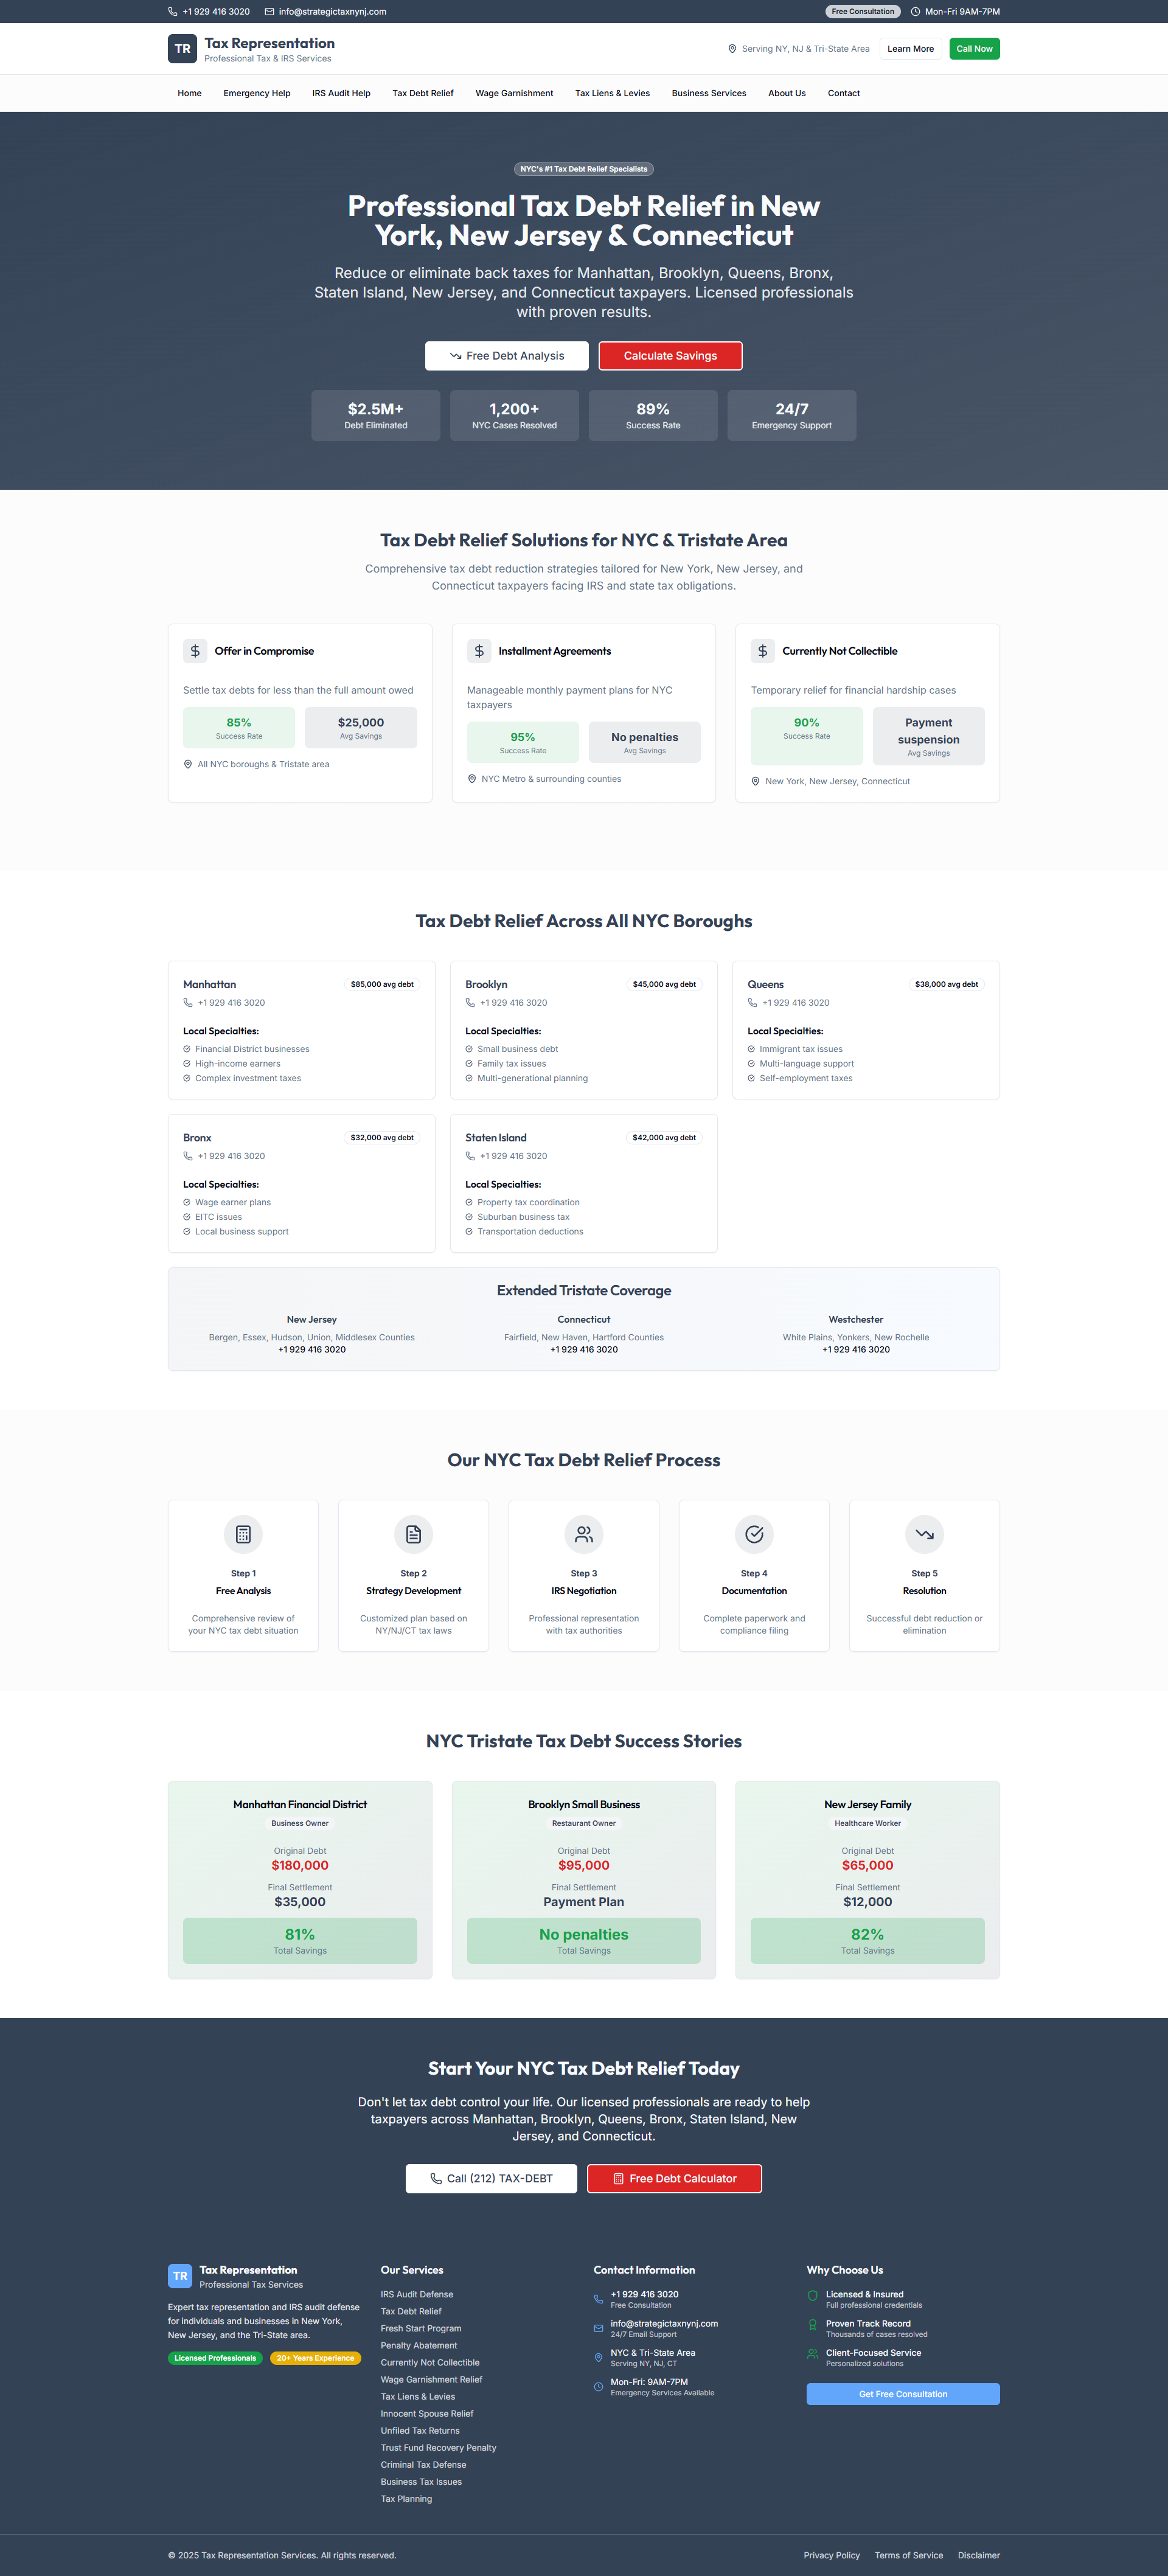 +1 929 416 3020
info@strategictaxnynj.com
Free Consultation
Mon-Fri 9AM-7PM
TR
Tax Representation
Professional Tax & IRS Services
Serving NY, NJ & Tri-State Area
Learn More
Call Now
Home
Emergency Help
IRS Audit Help
Tax Debt Relief
Wage Garnishment
Tax Liens & Levies
Business Services
About Us
Contact
NYC's #1 Tax Debt Relief Specialists
Professional Tax Debt Relief in New
York, New Jersey & Connecticut
Reduce or eliminate back taxes for Manhattan, Brooklyn, Queens, Bronx,
Staten Island, New Jersey, and Connecticut taxpayers. Licensed professionals
with proven results.
Free Debt Analysis
Calculate Savings
$2.5M+
Debt Eliminated
1,200+
NYC Cases Resolved
89%
Success Rate
24/7
Emergency Support
Tax Debt Relief Solutions for NYC & Tristate Area
Comprehensive tax debt reduction strategies tailored for New York, New Jersey, and
Connecticut taxpayers facing IRS and state tax obligations.
Offer in Compromise
Settle tax debts for less than the full amount owed
85%
Success Rate
$25,000
Avg Savings
All NYC boroughs & Tristate area
Installment Agreements
Manageable monthly payment plans for NYC
taxpayers
95%
Success Rate
No penalties
Avg Savings
NYC Metro & surrounding counties
Currently Not Collectible
Temporary relief for financial hardship cases
90%
Success Rate
Payment
suspension
Avg Savings
New York, New Jersey, Connecticut
Tax Debt Relief Across All NYC Boroughs
Manhattan
$85,000 avg debt
+1 929 416 3020
Local Specialties:
Financial District businesses
High-income earners
Complex investment taxes
Brooklyn
$45,000 avg debt
+1 929 416 3020
Local Specialties:
Small business debt
Family tax issues
Multi-generational planning
Queens
$38,000 avg debt
+1 929 416 3020
Local Specialties:
Immigrant tax issues
Multi-language support
Self-employment taxes
Bronx
$32,000 avg debt
+1 929 416 3020
Local Specialties:
Wage earner plans
EITC issues
Local business support
Staten Island
$42,000 avg debt
+1 929 416 3020
Local Specialties:
Property tax coordination
Suburban business tax
Transportation deductions
Extended Tristate Coverage
New Jersey
Bergen, Essex, Hudson, Union, Middlesex Counties
+1 929 416 3020
Connecticut
Fairfield, New Haven, Hartford Counties
+1 929 416 3020
Westchester
White Plains, Yonkers, New Rochelle
+1 929 416 3020
Our NYC Tax Debt Relief Process
Step 1
Free Analysis
Comprehensive review of
your NYC tax debt situation
Step 2
Strategy Development
Customized plan based on
NY/NJ/CT tax laws
Step 3
IRS Negotiation
Professional representation
with tax authorities
Step 4
Documentation
Complete paperwork and
compliance filing
Step 5
Resolution
Successful debt reduction or
elimination
NYC Tristate Tax Debt Success Stories
Manhattan Financial District
Business Owner
Original Debt
$180,000
Final Settlement
$35,000
81%
Total Savings
Brooklyn Small Business
Restaurant Owner
Original Debt
$95,000
Final Settlement
Payment Plan
No penalties
Total Savings
New Jersey Family
Healthcare Worker
Original Debt
$65,000
Final Settlement
$12,000
82%
Total Savings
Start Your NYC Tax Debt Relief Today
Don't let tax debt control your life. Our licensed professionals are ready to help
taxpayers across Manhattan, Brooklyn, Queens, Bronx, Staten Island, New
Jersey, and Connecticut.
Call (212) TAX-DEBT
Free Debt Calculator
TR
Tax Representation
Professional Tax Services
Expert tax representation and IRS audit defense
for individuals and businesses in New York,
New Jersey, and the Tri-State area.
Licensed Professionals
20+ Years Experience
Our Services
IRS Audit Defense
Tax Debt Relief
Fresh Start Program
Penalty Abatement
Currently Not Collectible
Wage Garnishment Relief
Tax Liens & Levies
Innocent Spouse Relief
Unfiled Tax Returns
Trust Fund Recovery Penalty
Criminal Tax Defense
Business Tax Issues
Tax Planning
Contact Information
+1 929 416 3020
Free Consultation
info@strategictaxnynj.com
24/7 Email Support
NYC & Tri-State Area
Serving NY, NJ, CT
Mon-Fri: 9AM-7PM
Emergency Services Available
Why Choose Us
Licensed & Insured
Full professional credentials
Proven Track Record
Thousands of cases resolved
Client-Focused Service
Personalized solutions
Get Free Consultation
© 2025 Tax Representation Services. All rights reserved.
Privacy Policy
Terms of Service
Disclaimer